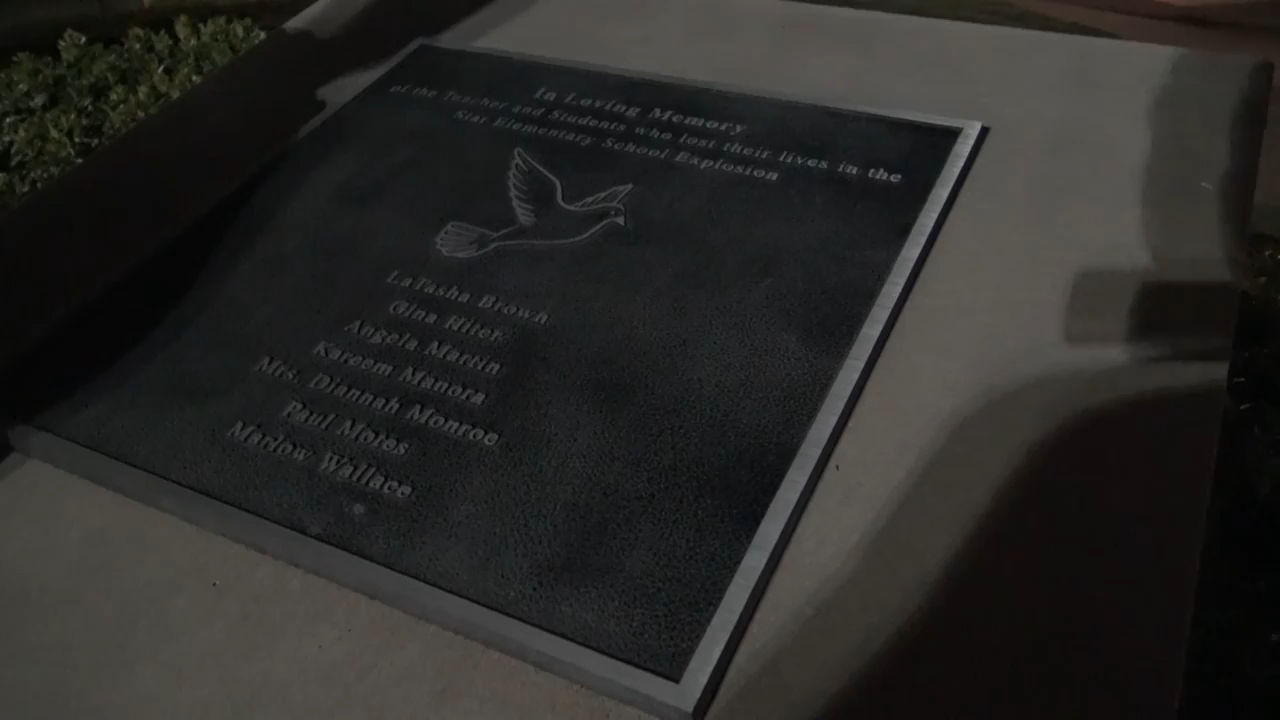 In Loving Memory
of the Teacher and Students who lost their lives in the
Star Elementary School Explosion
LaTasha Brown
Gina Hiter
Angela Martin
Kareem Manora
Mrs. Diannah Monroe
Paul Moles
Marlow Wallace